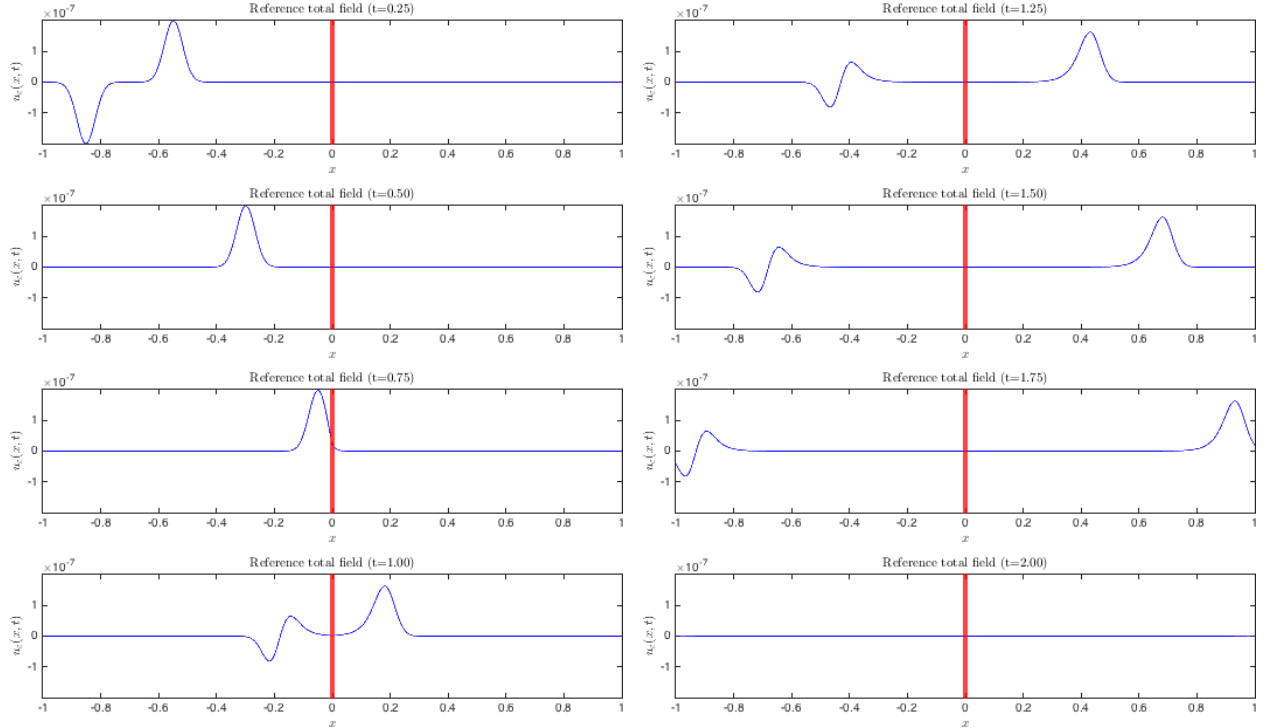 Reference total field (t=0.25)
×10⁻⁷
1
0
-1
u_ε(x, t)
-1 -0.8 -0.6 -0.4 -0.2 0 0.2 0.4 0.6 0.8 1
x
Reference total field (t=0.50)
×10⁻⁷
1
0
-1
u_ε(x, t)
-1 -0.8 -0.6 -0.4 -0.2 0 0.2 0.4 0.6 0.8 1
x
Reference total field (t=0.75)
×10⁻⁷
1
0
-1
u_ε(x, t)
-1 -0.8 -0.6 -0.4 -0.2 0 0.2 0.4 0.6 0.8 1
x
Reference total field (t=1.00)
×10⁻⁷
1
0
-1
u_ε(x, t)
-1 -0.8 -0.6 -0.4 -0.2 0 0.2 0.4 0.6 0.8 1
x
Reference total field (t=1.25)
×10⁻⁷
1
0
-1
u_ε(x, t)
-1 -0.8 -0.6 -0.4 -0.2 0 0.2 0.4 0.6 0.8 1
x
Reference total field (t=1.50)
×10⁻⁷
1
0
-1
u_ε(x, t)
-1 -0.8 -0.6 -0.4 -0.2 0 0.2 0.4 0.6 0.8 1
x
Reference total field (t=1.75)
×10⁻⁷
1
0
-1
u_ε(x, t)
-1 -0.8 -0.6 -0.4 -0.2 0 0.2 0.4 0.6 0.8 1
x
Reference total field (t=2.00)
×10⁻⁷
1
0
-1
u_ε(x, t)
-1 -0.8 -0.6 -0.4 -0.2 0 0.2 0.4 0.6 0.8 1
x